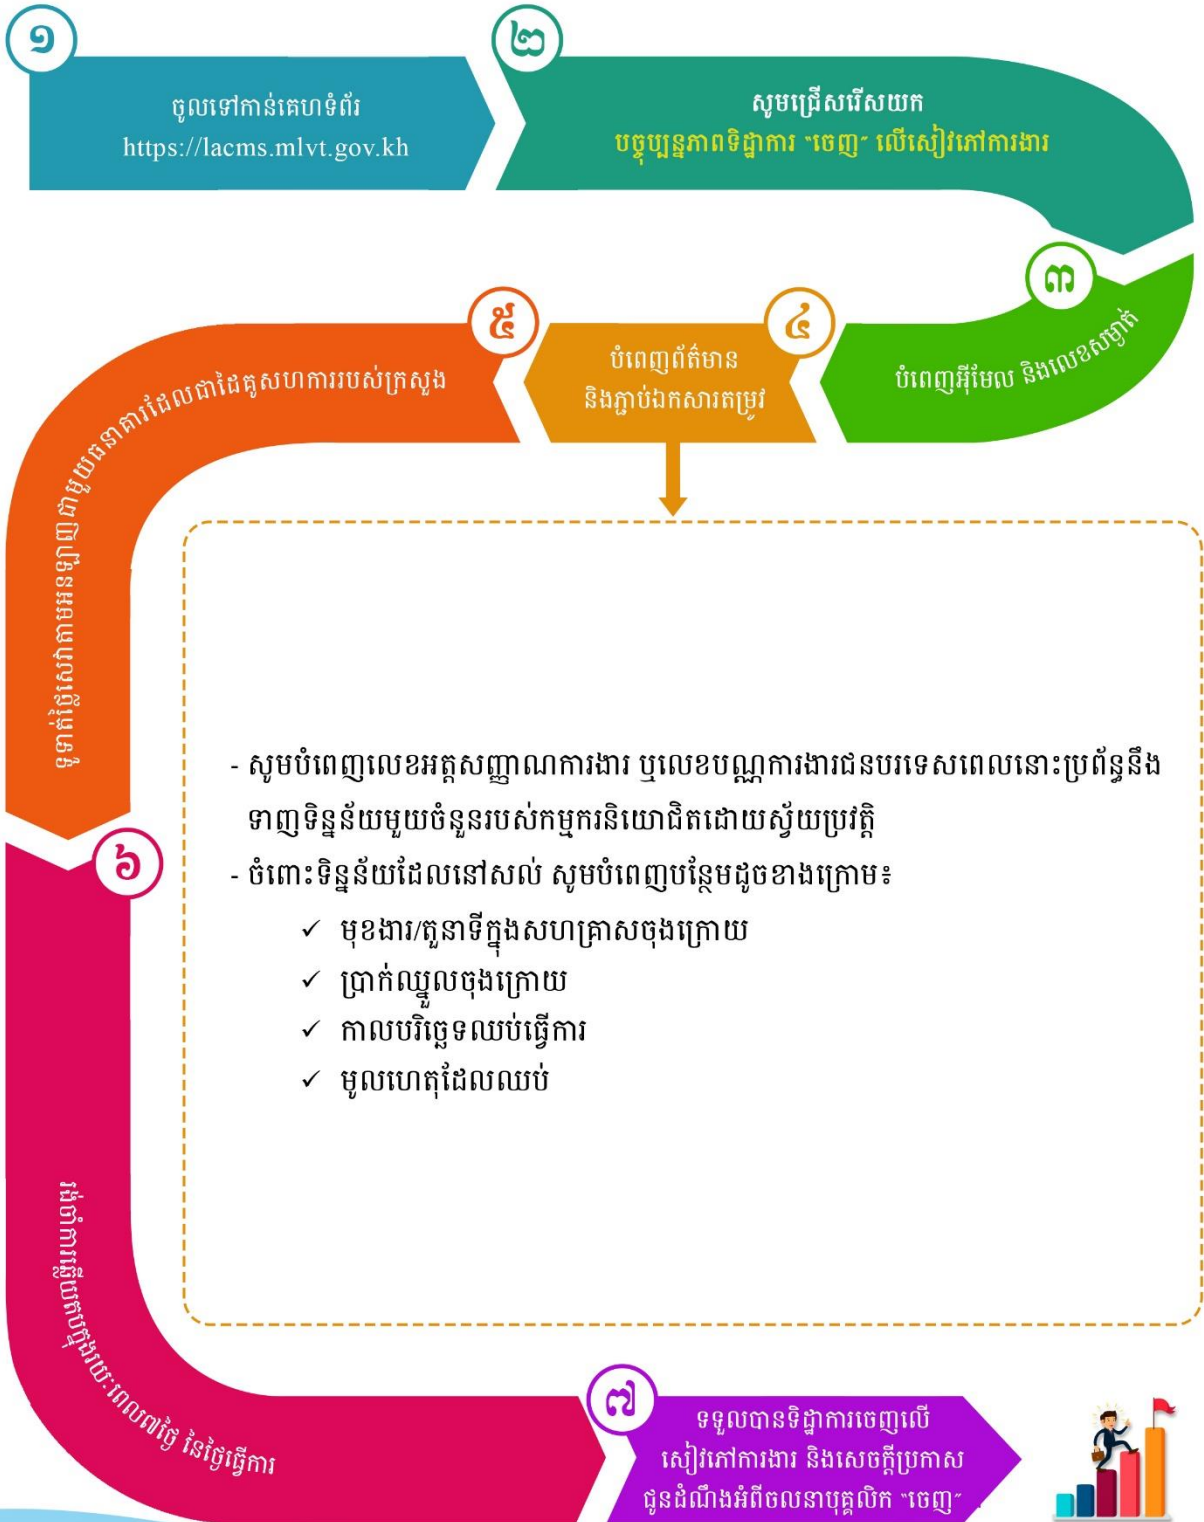 ១
ចូលទៅកាន់គេហទំព័រ
https://lacms.mlvt.gov.kh
២
សូមជ្រើសរើសយក
បច្ចុប្បន្នភាពទិដ្ឋាការ "ចេញ" លើសៀវភៅការងារ
៣
បំពេញអ៊ីមែល និងលេខសម្ងាត់
៤
បំពេញព័ត៌មាន
និងភ្ជាប់ឯកសារតម្រូវ
- សូមបំពេញលេខអត្តសញ្ញាណការងារ ឬលេខបណ្ណការងារជនបរទេសពេលនោះប្រព័ន្ធនឹង
ទាញទិន្នន័យមួយចំនួនរបស់កម្មករនិយោជិតដោយស្វ័យប្រវត្តិ
- ចំពោះទិន្នន័យដែលនៅសល់ សូមបំពេញបន្ថែមដូចខាងក្រោម៖
✓ មុខងារ/តួនាទីក្នុងសហគ្រាសចុងក្រោយ
✓ ប្រាក់ឈ្នួលចុងក្រោយ
✓ កាលបរិច្ឆេទឈប់ធ្វើការ
✓ មូលហេតុដែលឈប់
៥
ទូទាត់ថ្លៃសេវាតាមអនឡាញជាមួយធនាគារដែលជាដៃគូសហការរបស់ក្រសួង
៦
រង់ចាំការឆ្លើយតបក្នុងរយៈពេល៧ថ្ងៃ នៃថ្ងៃធ្វើការ
៧
ទទួលបានទិដ្ឋាការចេញលើ
សៀវភៅការងារ និងសេចក្តីប្រកាស
ជូនដំណឹងអំពីចលនាបុគ្គលិក "ចេញ"